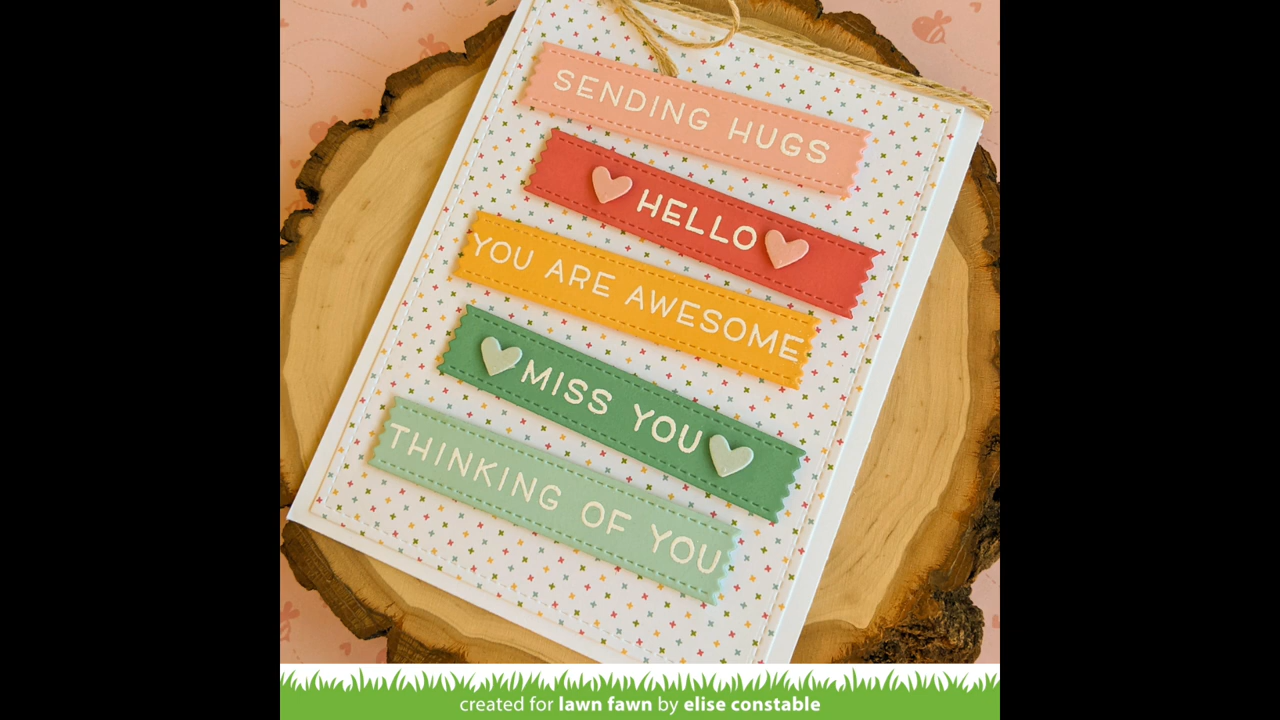 SENDING HUGS
HELLO
YOU ARE AWESOME
MISS YOU
THINKING OF YOU
created for lawn fawn by elise constable